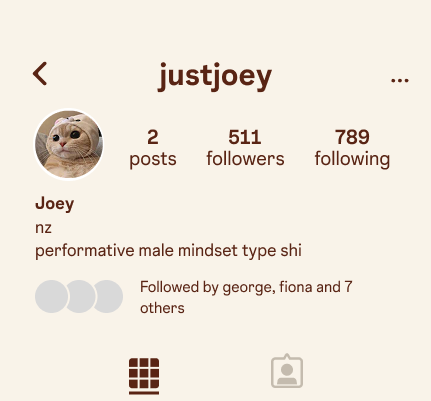 justjoey
...
2 511 789
posts followers following
Joey
nz
performative male mindset type shi
Followed by george, fiona and 7
others